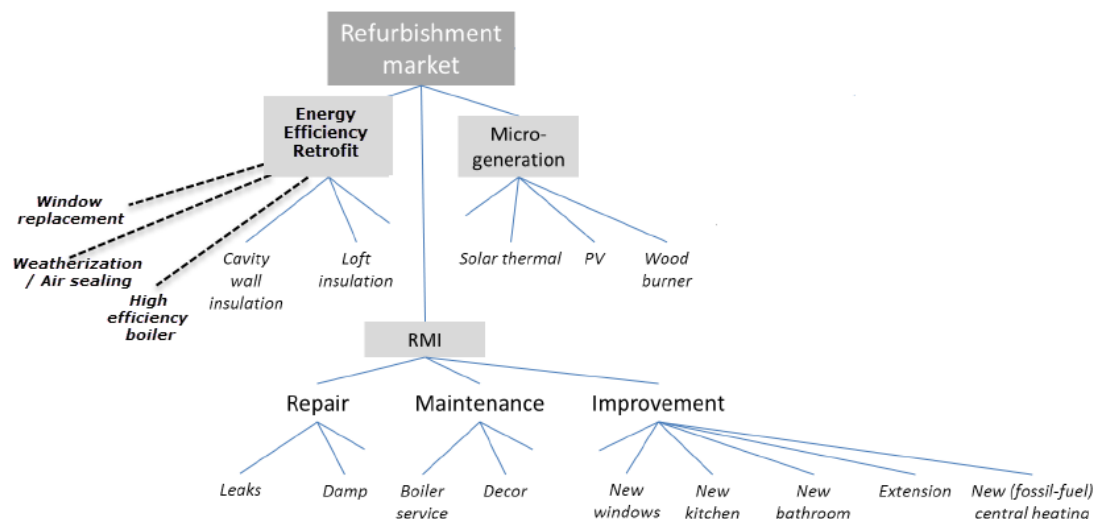 Refurbishment
market
Energy
Efficiency
Retrofit
Micro-
generation
Window
replacement
Weatherization
/ Air sealing
High
efficiency
boiler
Cavity
wall
insulation
Loft
insulation
Solar thermal
PV
Wood
burner
RMI
Repair
Maintenance
Improvement
Leaks
Damp
Boiler
service
Decor
New
windows
New
kitchen
New
bathroom
Extension
New (fossil-fuel)
central heating